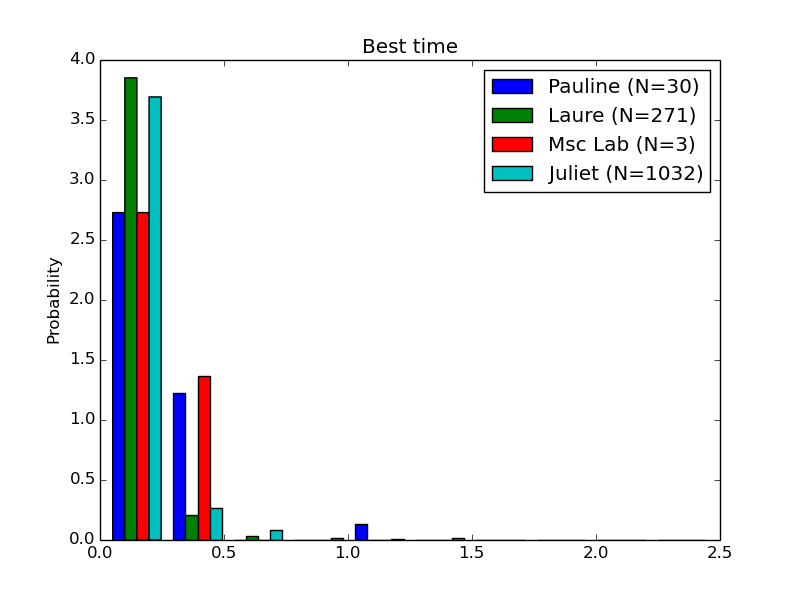 Best time
4.0
3.5
3.0
2.5
2.0
1.5
1.0
0.5
0.0
Probability
Pauline (N=30)
Laure (N=271)
Msc Lab (N=3)
Juliet (N=1032)
0.0 0.5 1.0 1.5 2.0 2.5